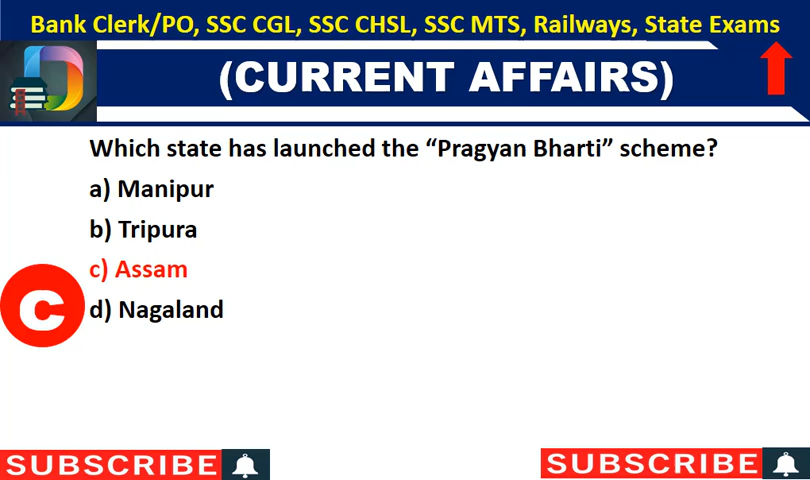 Bank Clerk/PO, SSC CGL, SSC CHSL, SSC MTS, Railways, State Exams
(CURRENT AFFAIRS)
Which state has launched the “Pragyan Bharti” scheme?
a) Manipur
b) Tripura
c) Assam
C
d) Nagaland
SUBSCRIBE
SUBSCRIBE